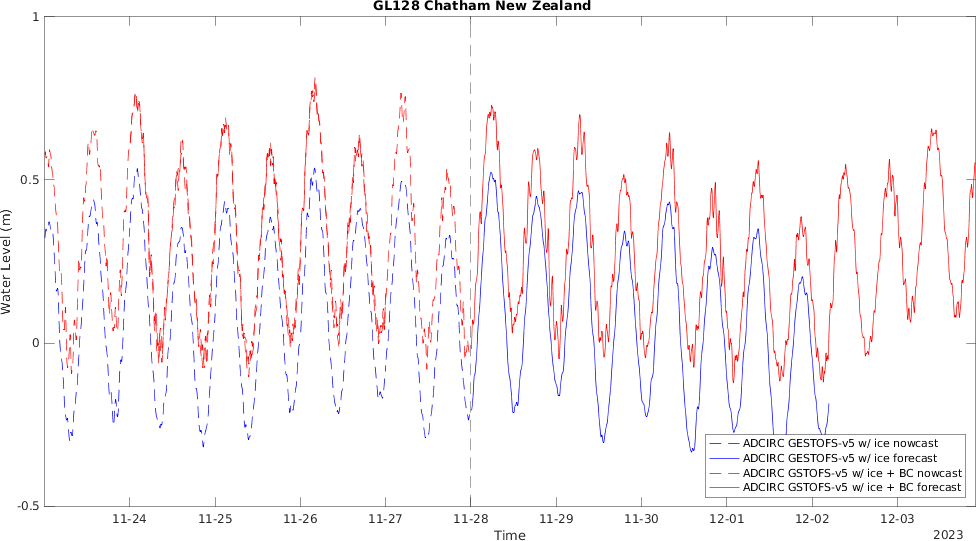 GL128 Chatham New Zealand
1
0.5
0
-0.5
Water Level (m)
ADCIRC GESTOFS-v5 w/ ice nowcast
ADCIRC GESTOFS-v5 w/ ice forecast
ADCIRC GSTOFS-v5 w/ ice + BC nowcast
ADCIRC GSTOFS-v5 w/ ice + BC forecast
11-24 11-25 11-26 11-27 11-28 11-29 11-30 12-01 12-02 12-03
Time
2023